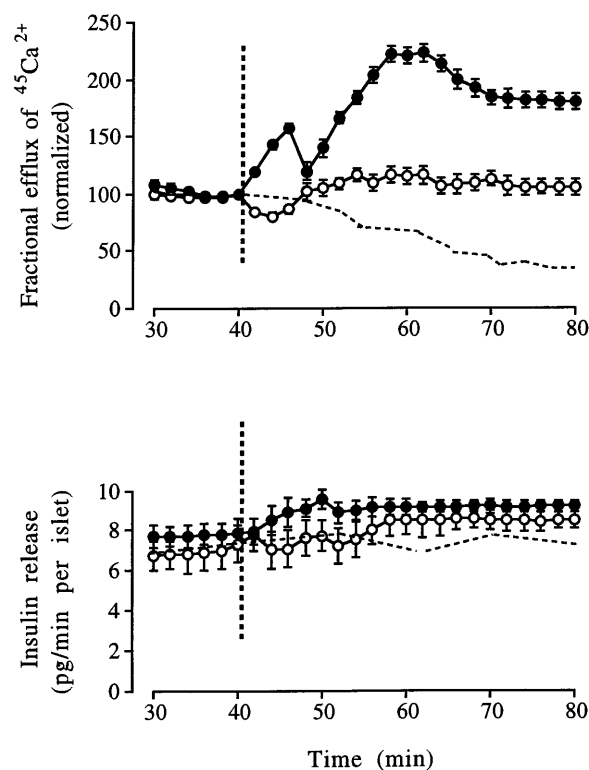 Fractional efflux of ⁴⁵Ca²⁺
(normalized)
250
200
150
100
50
0
30 40 50 60 70 80
Insulin release
(pg/min per islet)
10
8
6
4
2
0
30 40 50 60 70 80
Time (min)